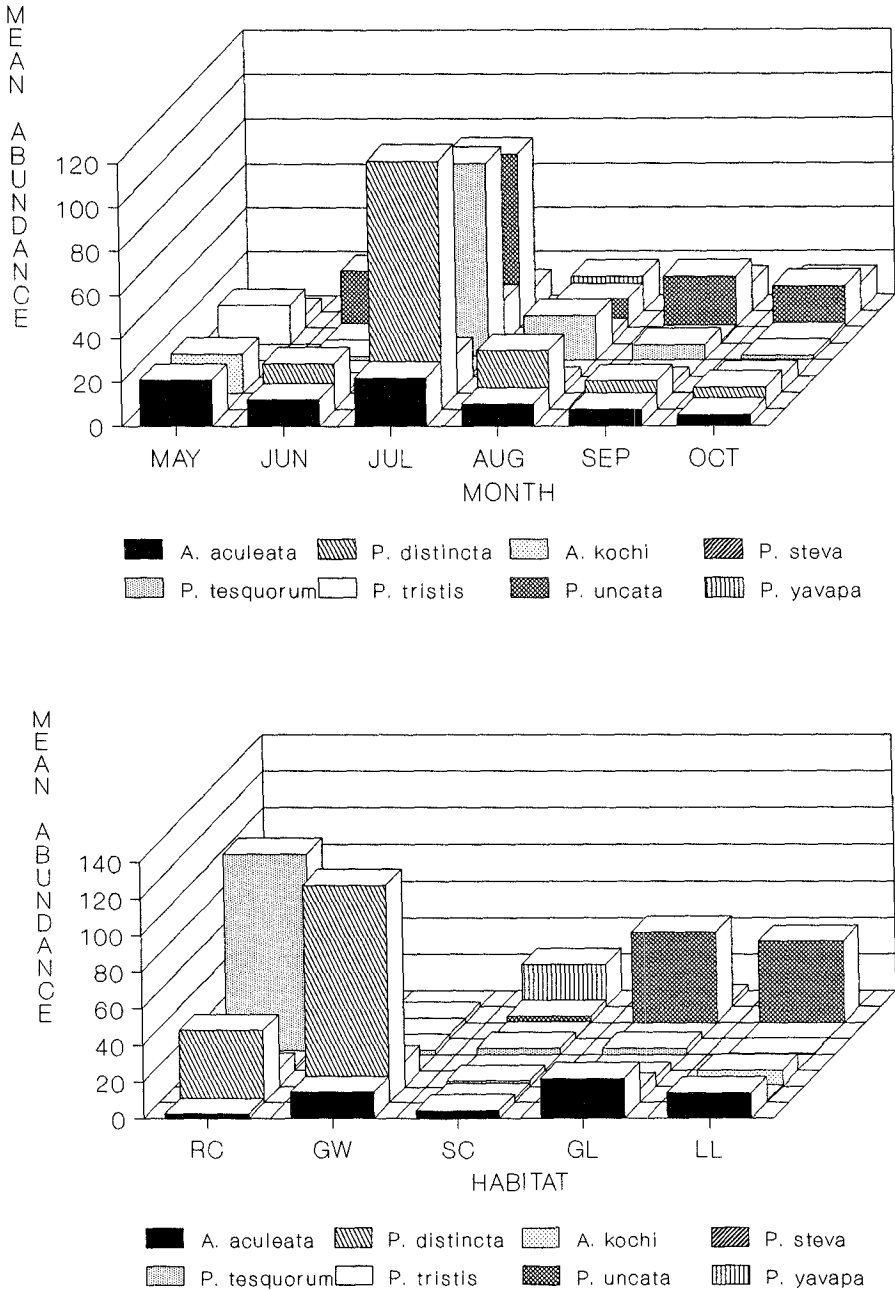 MEAN ABUNDANCE
120
100
80
60
40
20
0
MAY JUN JUL AUG SEP OCT
MONTH
A. aculeata P. distincta A. kochi P. steva
P. tesquorum P. tristis P. uncata P. yavapa
MEAN ABUNDANCE
140
120
100
80
60
40
20
0
RC GW SC GL LL
HABITAT
A. aculeata P. distincta A. kochi P. steva
P. tesquorum P. tristis P. uncata P. yavapa